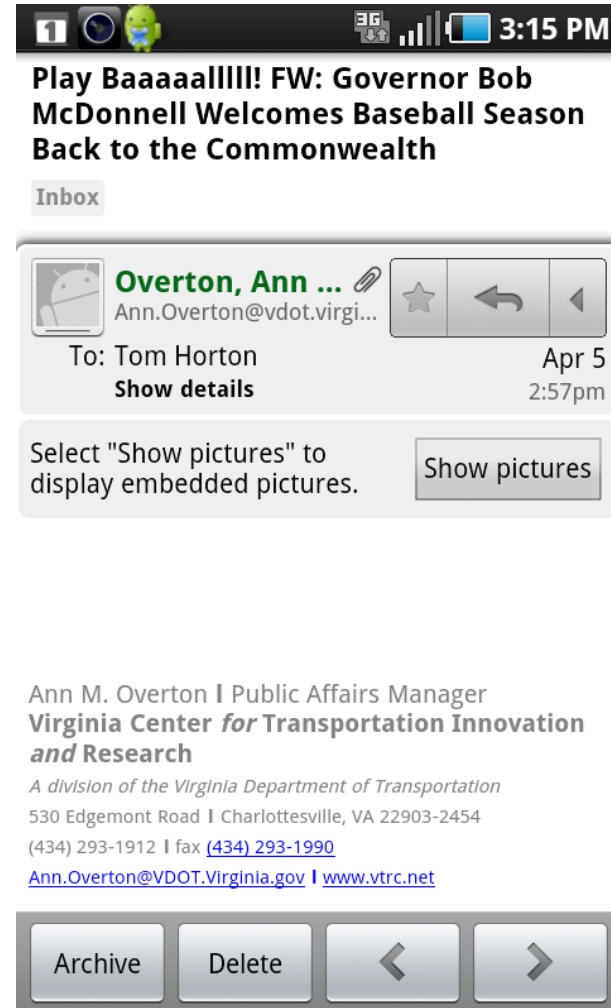 1 3G 3:15 PM
Play Baaaaalllll! FW: Governor Bob
McDonnell Welcomes Baseball Season
Back to the Commonwealth
Inbox
Overton, Ann ...
Ann.Overton@vdot.virgi...
To: Tom Horton Apr 5
Show details 2:57pm
Select "Show pictures" to
display embedded pictures.
Show pictures
Ann M. Overton I Public Affairs Manager
Virginia Center for Transportation Innovation
and Research
A division of the Virginia Department of Transportation
530 Edgemont Road I Charlottesville, VA 22903-2454
(434) 293-1912 I fax (434) 293-1990
Ann.Overton@VDOT.Virginia.gov I www.vtrc.net
Archive Delete